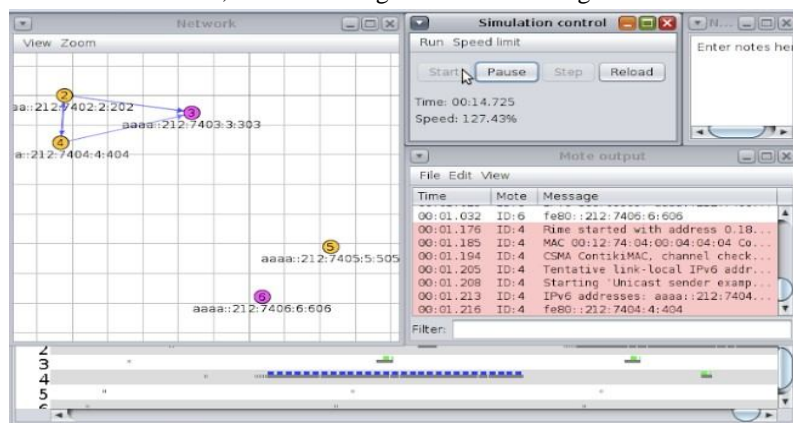 Network
View Zoom
2
aa::212:7402:2:202
3
aaaa::212:7403:3:303
4
a::212:7404:4:404
5
aaaa::212:7405:5:505
6
aaaa::212:7406:6:606
Simulation control
Run Speed limit
Start Pause Step Reload
Time: 00:14.725
Speed: 127.43%
N...
Enter notes her
Mote output
File Edit View
Time Mote Message
00:01.032 ID:6 fe80::212:7406:6:606
00:01.176 ID:4 Rime started with address 0.18...
00:01.185 ID:4 MAC 00:12:74:04:00:04:04:04 Co...
00:01.194 ID:4 CSMA ContikiMAC, channel check...
00:01.205 ID:4 Tentative link-local IPv6 addr...
00:01.208 ID:4 Starting 'Unicast sender examp...
00:01.213 ID:4 IPv6 addresses: aaaa::212:7404...
00:01.216 ID:4 fe80::212:7404:4:404
Filter:
2
3
4
5